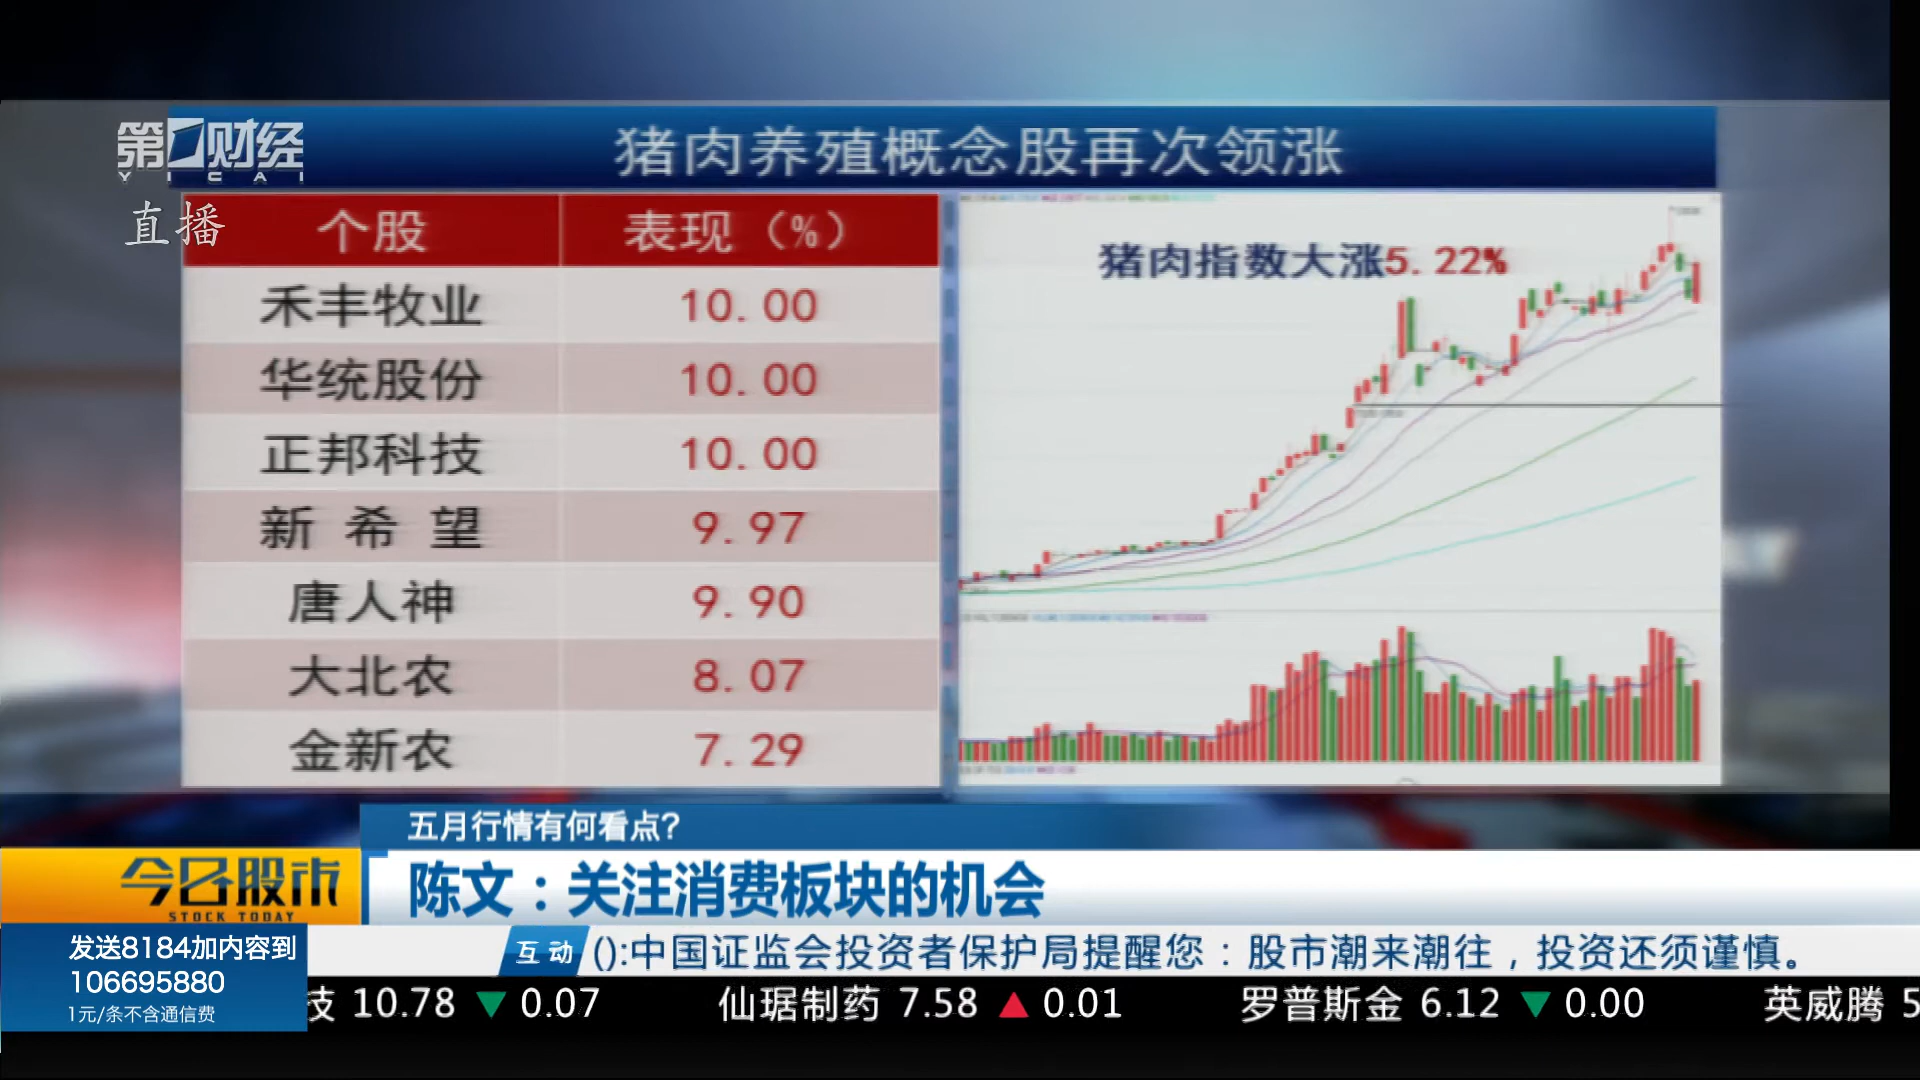 第一财经
YICAI
直播
猪肉养殖概念股再次领涨
个股 表现（%）
禾丰牧业 10.00
华统股份 10.00
正邦科技 10.00
新希望 9.97
唐人神 9.90
大北农 8.07
金新农 7.29
猪肉指数大涨5.22%
五月行情有何看点？
今日股市
STOCK TODAY
陈文：关注消费板块的机会
发送8184加内容到
106695880
1元/条不含通信费
互动 ():中国证监会投资者保护局提醒您：股市潮来潮往，投资还须谨慎。
技 10.78 ▼ 0.07 仙琚制药 7.58 ▲ 0.01 罗普斯金 6.12 ▼ 0.00 英威腾 5